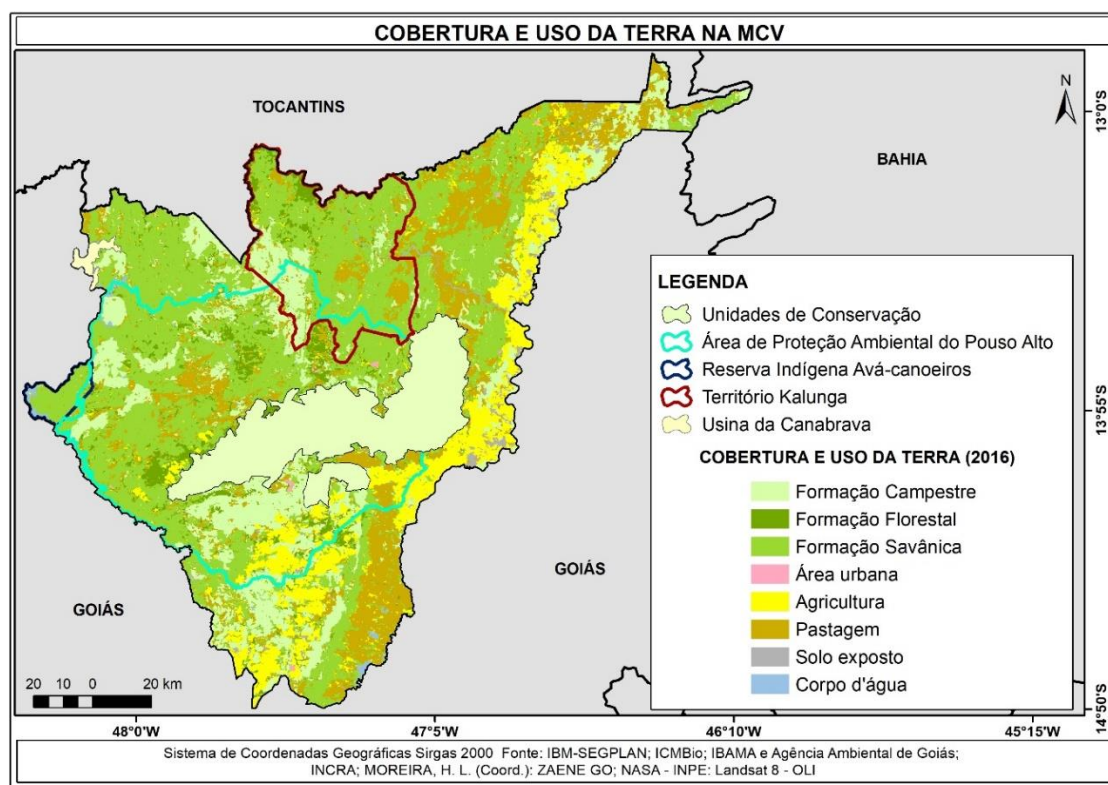 COBERTURA E USO DA TERRA NA MCV
TOCANTINS
N
13°0'S
BAHIA
LEGENDA
Unidades de Conservação
Área de Proteção Ambiental do Pouso Alto
Reserva Indígena Avá-canoeiros
Território Kalunga
Usina da Canabrava
13°55'S
COBERTURA E USO DA TERRA (2016)
Formação Campestre
Formação Florestal
Formação Savânica
Área urbana
Agricultura
Pastagem
Solo exposto
Corpo d'água
GOIÁS
GOIÁS
20 10 0 20 km
14°50'S
48°0'W 47°5'W 46°10'W 45°15'W
Sistema de Coordenadas Geográficas Sirgas 2000 Fonte: IBM-SEGPLAN; ICMBio; IBAMA e Agência Ambiental de Goiás;
INCRA; MOREIRA, H. L. (Coord.): ZAENE GO; NASA - INPE: Landsat 8 - OLI